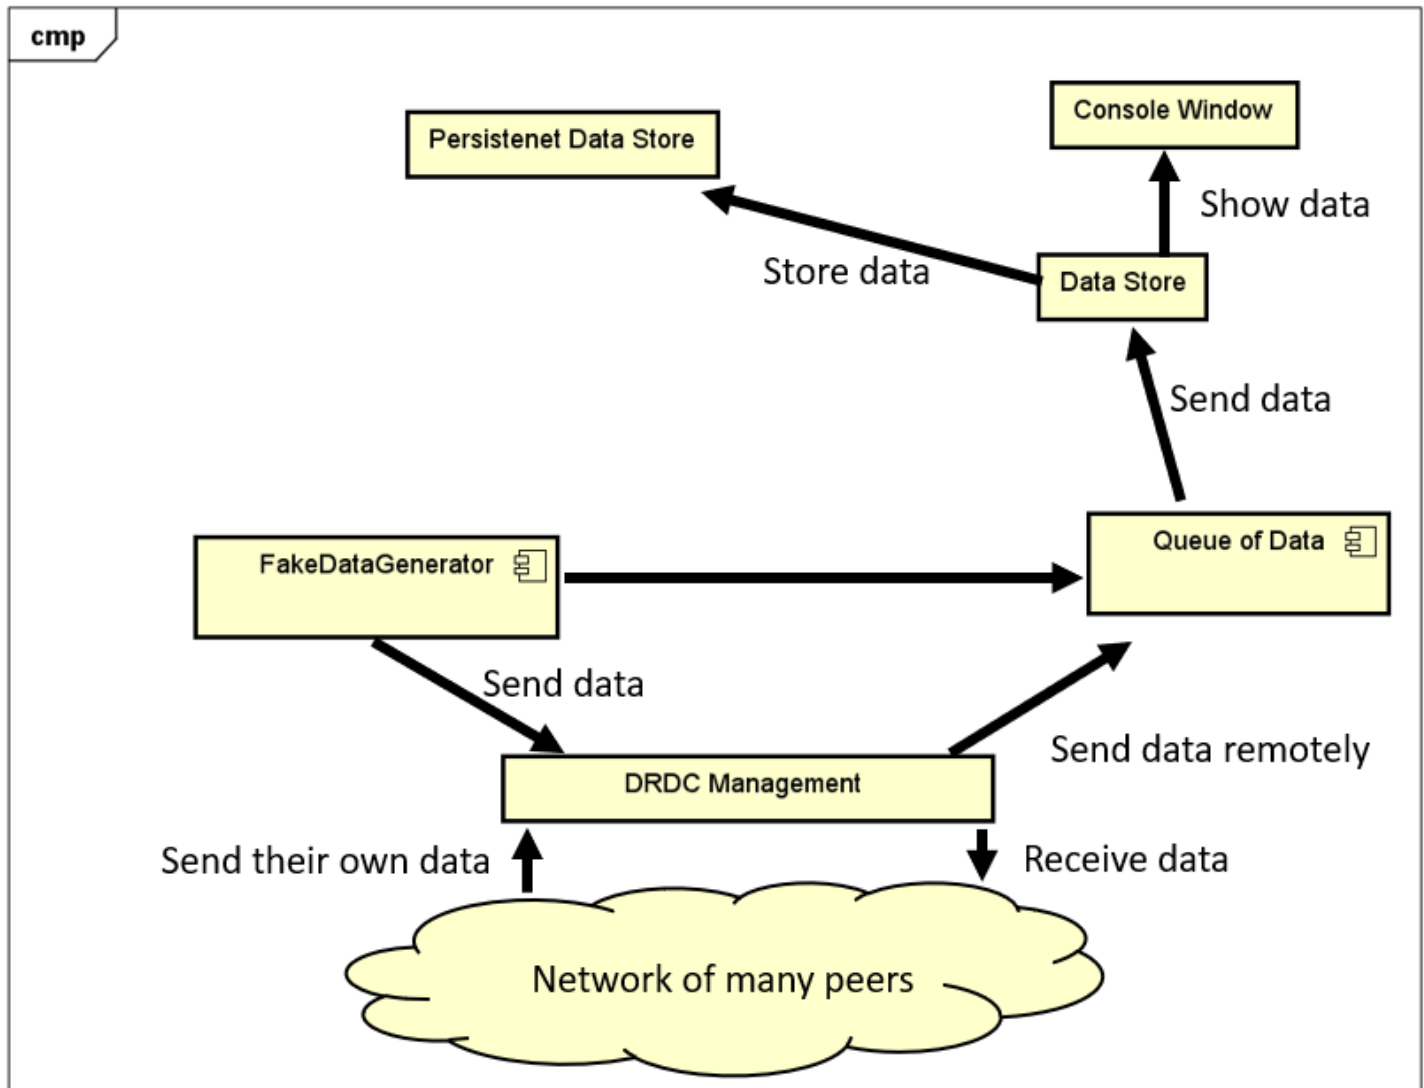 cmp
Console Window
Persistenet Data Store
Show data
Store data
Data Store
Send data
Queue of Data
FakeDataGenerator
Send data
Send data remotely
DRDC Management
Send their own data
Receive data
Network of many peers